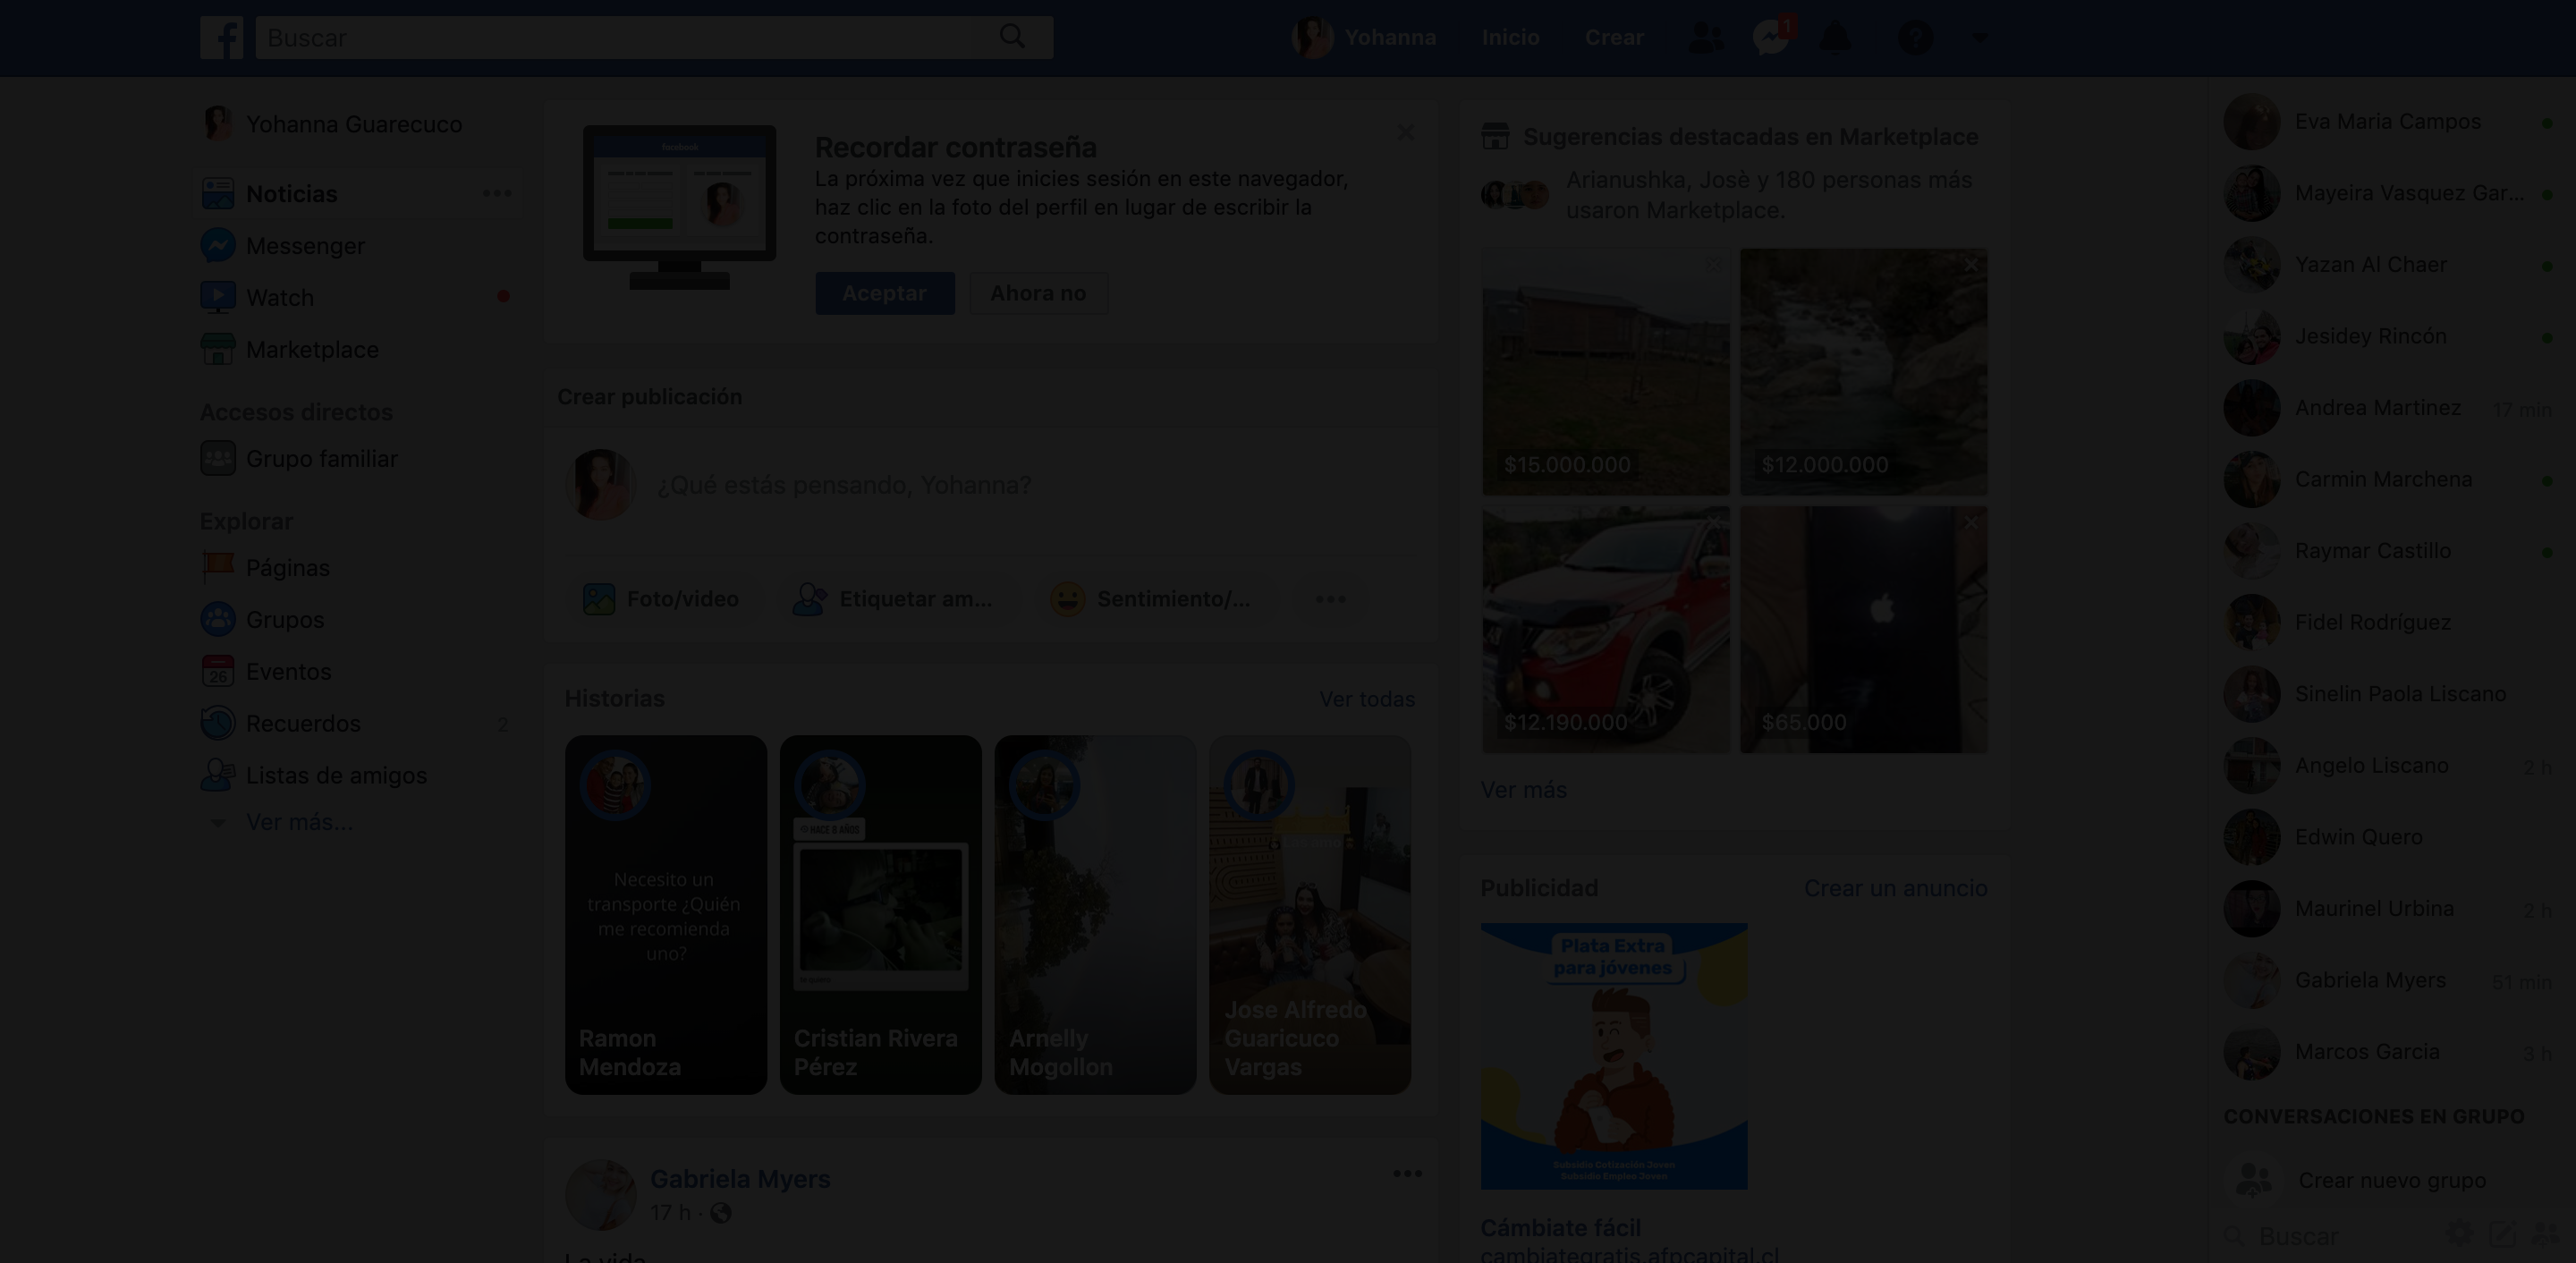 Buscar
Yohanna
Inicio
Crear
1
Yohanna Guarecuco
Noticias
Messenger
Watch
Marketplace
Accesos directos
Grupo familiar
Explorar
Páginas
Grupos
Eventos
26
Recuerdos
2
Listas de amigos
Ver más...
facebook
Recordar contraseña
La próxima vez que inicies sesión en este navegador,
haz clic en la foto del perfil en lugar de escribir la
contraseña.
Aceptar
Ahora no
Crear publicación
¿Qué estás pensando, Yohanna?
Foto/video
Etiquetar am...
Sentimiento/...
Historias
Ver todas
Necesito un
transporte ¿Quién
me recomienda
uno?
Ramon
Mendoza
HACE 8 AÑOS
Cristian Rivera
Pérez
Arnelly
Mogollon
Jose Alfredo
Guaricuco
Vargas
Gabriela Myers
17 h ·
La vida
Sugerencias destacadas en Marketplace
Arianushka, Josè y 180 personas más
usaron Marketplace.
$15.000.000
$12.000.000
$12.190.000
$65.000
Ver más
Publicidad
Crear un anuncio
Plata Extra
para jóvenes
Subsidio Cotización Joven
Subsidio Empleo Joven
Cámbiate fácil
cambiategratis.afpcapital.cl
Eva Maria Campos
Mayeira Vasquez Gar...
Yazan Al Chaer
Jesidey Rincón
Andrea Martinez
17 min
Carmin Marchena
Raymar Castillo
Fidel Rodríguez
Sinelin Paola Liscano
Angelo Liscano
2 h
Edwin Quero
Maurinel Urbina
2 h
Gabriela Myers
51 min
Marcos Garcia
3 h
CONVERSACIONES EN GRUPO
Crear nuevo grupo
Buscar